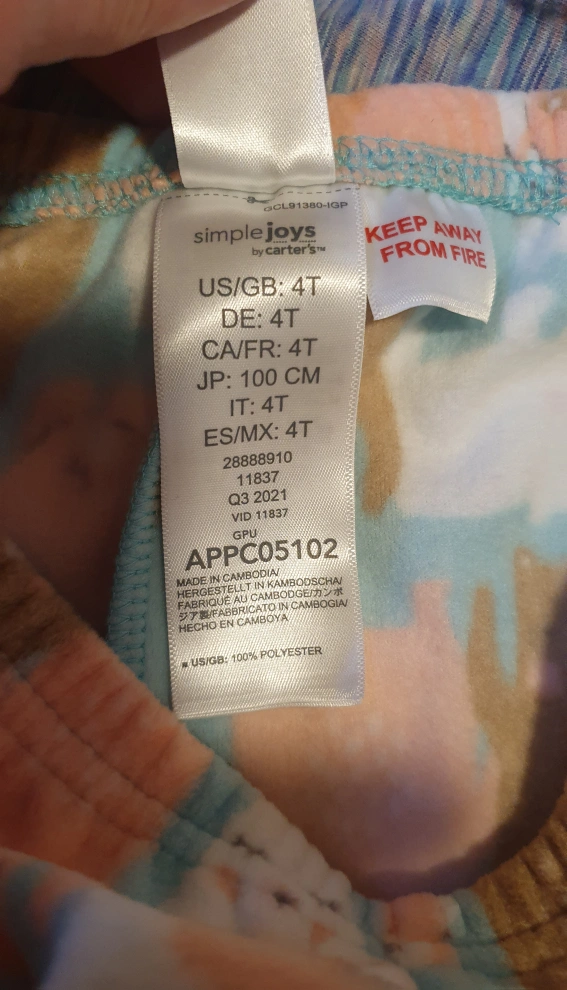 GCL91380-IGP
simple joys
by carter's™
US/GB: 4T
DE: 4T
CA/FR: 4T
JP: 100 CM
IT: 4T
ES/MX: 4T
28888910
11837
Q3 2021
VID 11837
GPU
APPC05102
MADE IN CAMBODIA/
HERGESTELLT IN KAMBODSCHA/
FABRIQUÉ AU CAMBODGE/カンボ
ジア製/FABBRICATO IN CAMBOGIA/
HECHO EN CAMBOYA
■ US/GB: 100% POLYESTER
KEEP AWAY
FROM FIRE